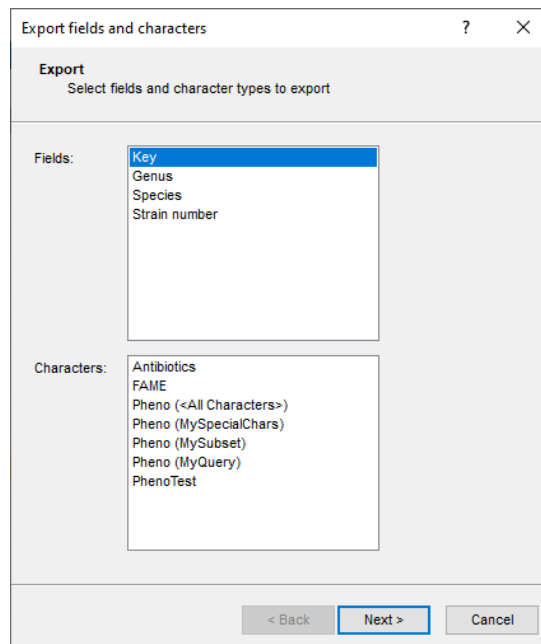 Export fields and characters ?
Export
Select fields and character types to export
Fields:
Key
Genus
Species
Strain number
Characters:
Antibiotics
FAME
Pheno (<All Characters>)
Pheno (MySpecialChars)
Pheno (MySubset)
Pheno (MyQuery)
PhenoTest
< Back Next > Cancel